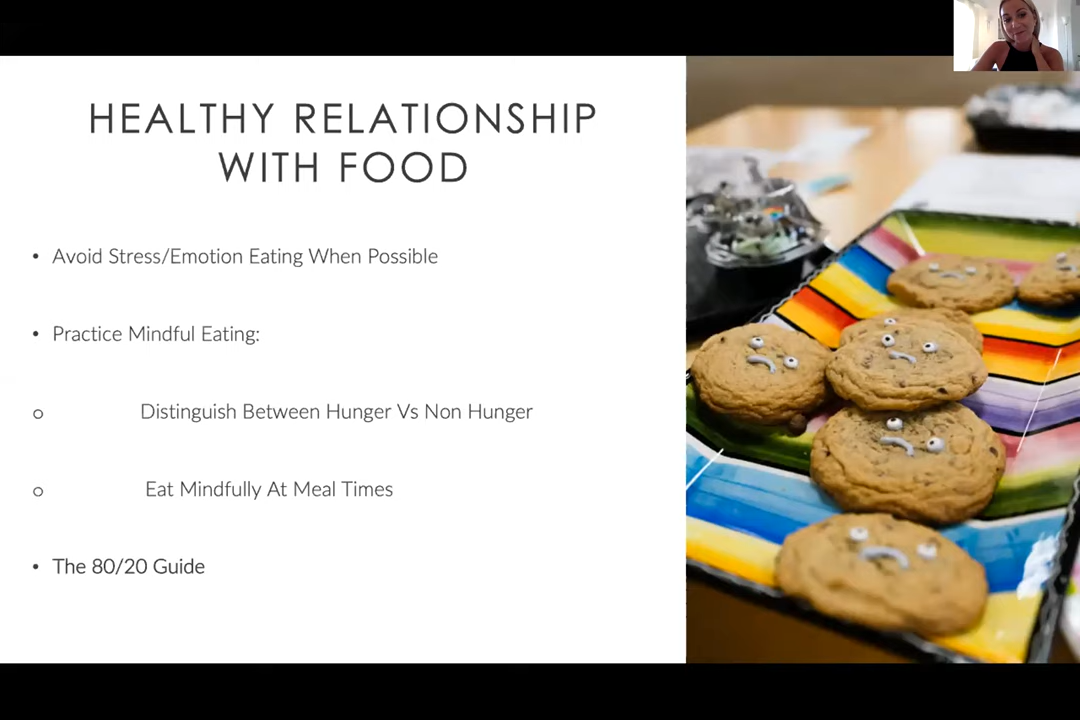 HEALTHY RELATIONSHIP
WITH FOOD
• Avoid Stress/Emotion Eating When Possible
• Practice Mindful Eating:
o Distinguish Between Hunger Vs Non Hunger
o Eat Mindfully At Meal Times
• The 80/20 Guide